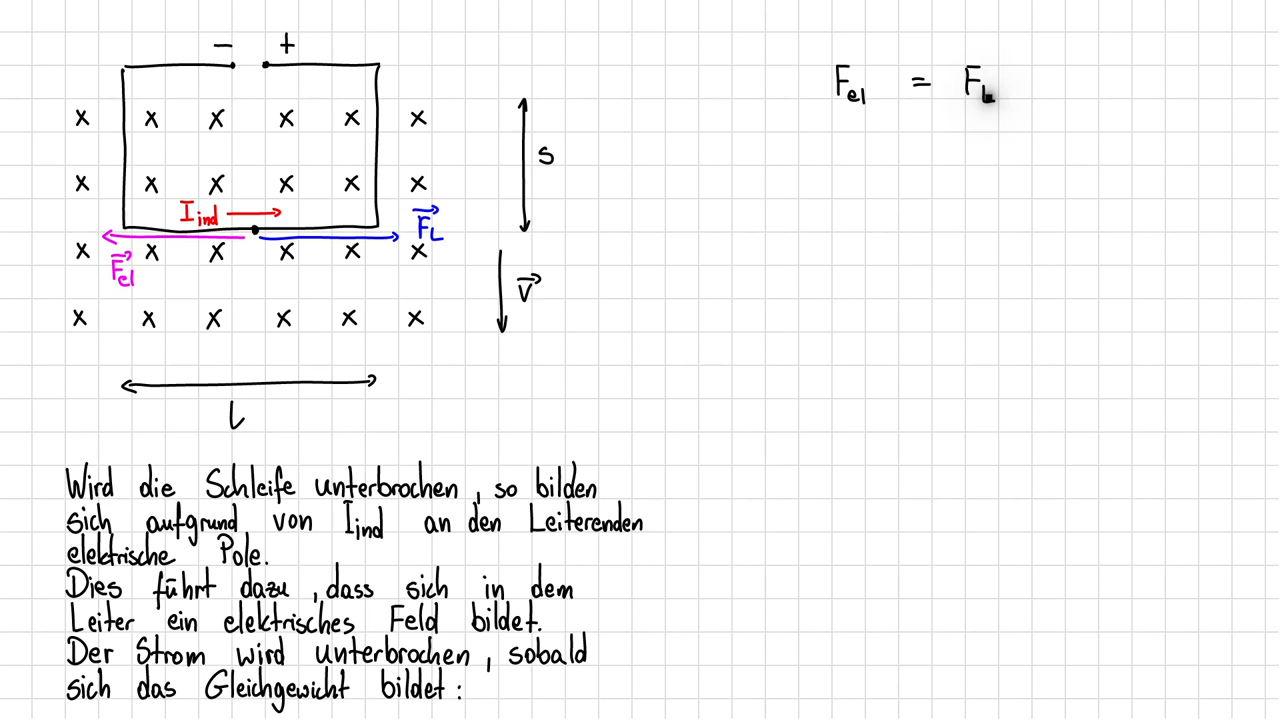 − +
F_el = F_L
x x x x x x
s
x x x x x x
I_ind
F_L
x x x x x x
F_el
v
x x x x x x
l
Wird die Schleife unterbrochen, so bilden
sich aufgrund von I_ind an den Leiterenden
elektrische Pole.
Dies führt dazu, dass sich in dem
Leiter ein elektrisches Feld bildet.
Der Strom wird unterbrochen, sobald
sich das Gleichgewicht bildet: